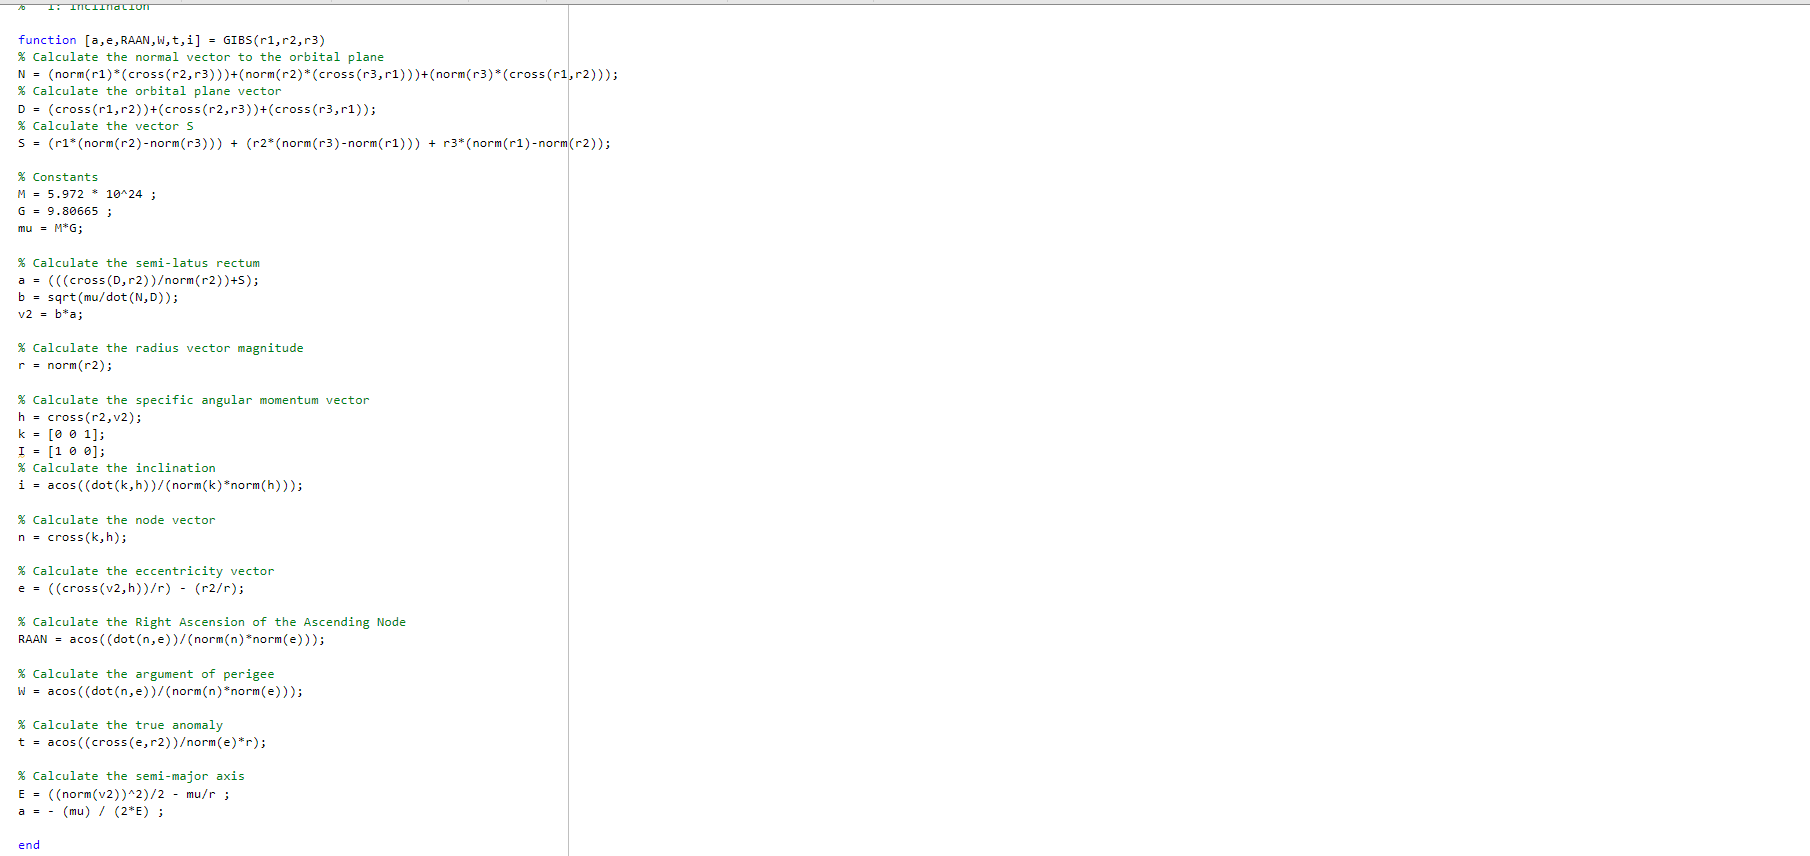 %   i: Inclination
function [a,e,RAAN,W,t,i] = GIBS(r1,r2,r3)
% Calculate the normal vector to the orbital plane
N = (norm(r1)*(cross(r2,r3)))+(norm(r2)*(cross(r3,r1)))+(norm(r3)*(cross(r1,r2)));
% Calculate the orbital plane vector
D = (cross(r1,r2))+(cross(r2,r3))+(cross(r3,r1));
% Calculate the vector S
S = (r1*(norm(r2)-norm(r3))) + (r2*(norm(r3)-norm(r1))) + r3*(norm(r1)-norm(r2));
% Constants
M = 5.972 * 10^24 ;
G = 9.80665 ;
mu = M*G;
% Calculate the semi-latus rectum
a = (((cross(D,r2))/norm(r2))+S);
b = sqrt(mu/dot(N,D));
v2 = b*a;
% Calculate the radius vector magnitude
r = norm(r2);
% Calculate the specific angular momentum vector
h = cross(r2,v2);
k = [0 0 1];
I = [1 0 0];
% Calculate the inclination
i = acos((dot(k,h))/(norm(k)*norm(h)));
% Calculate the node vector
n = cross(k,h);
% Calculate the eccentricity vector
e = ((cross(v2,h))/r) - (r2/r);
% Calculate the Right Ascension of the Ascending Node
RAAN = acos((dot(n,e))/(norm(n)*norm(e)));
% Calculate the argument of perigee
W = acos((dot(n,e))/(norm(n)*norm(e)));
% Calculate the true anomaly
t = acos((cross(e,r2))/norm(e)*r);
% Calculate the semi-major axis
E = ((norm(v2))^2)/2 - mu/r ;
a = - (mu) / (2*E) ;
end